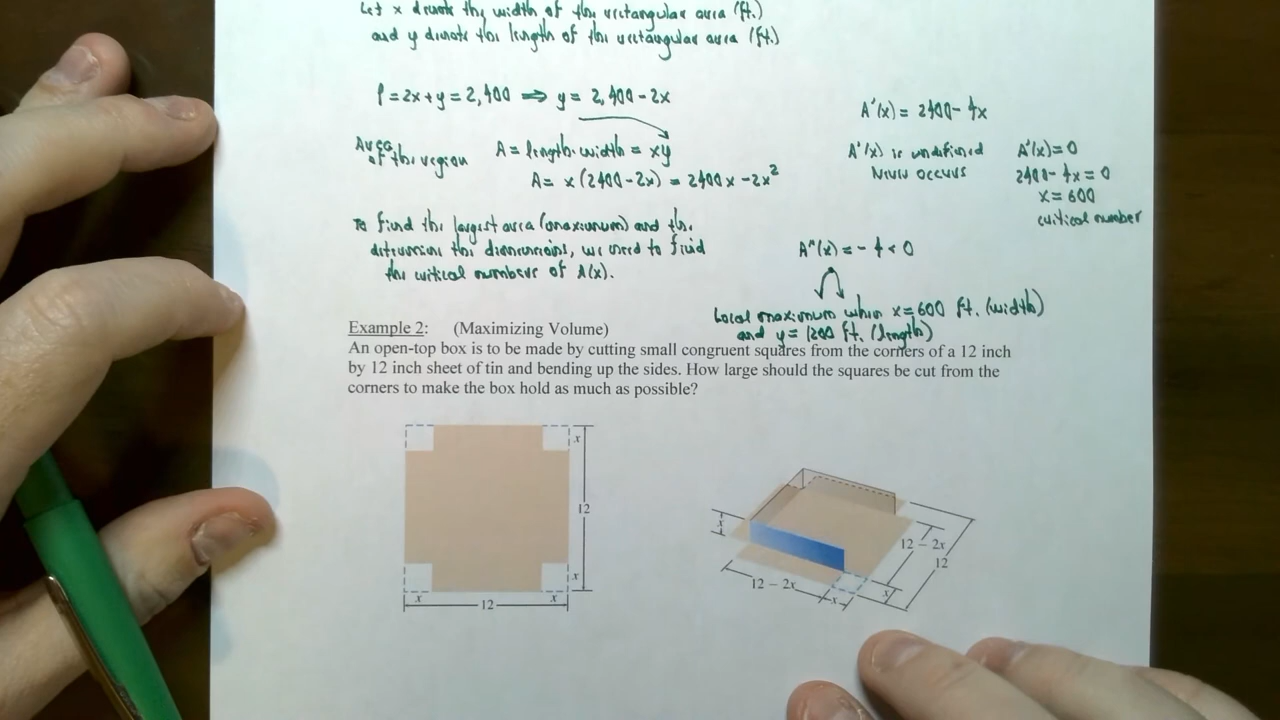 Let x denote the width of the rectangular area (ft.)
and y denote the length of the rectangular area (ft.)
P = 2x + y = 2,400 ⇒ y = 2,400 - 2x
Area of the region
A = length · width = xy
A = x(2400 - 2x) = 2400x - 2x²
To find the largest area (maximum) and the
determine the dimensions, we need to find
the critical numbers of A(x).
A'(x) = 2400 - 4x
A'(x) is undefined
Never occurs
A'(x) = 0
2400 - 4x = 0
x = 600
critical number
A''(x) = -4 < 0
Local maximum when x = 600 ft. (width)
and y = 1200 ft. (length)
Example 2: (Maximizing Volume)
An open-top box is to be made by cutting small congruent squares from the corners of a 12 inch
by 12 inch sheet of tin and bending up the sides. How large should the squares be cut from the
corners to make the box hold as much as possible?
x
12
x
x
12
x
x
12 − 2x
12
12 − 2x
x
x